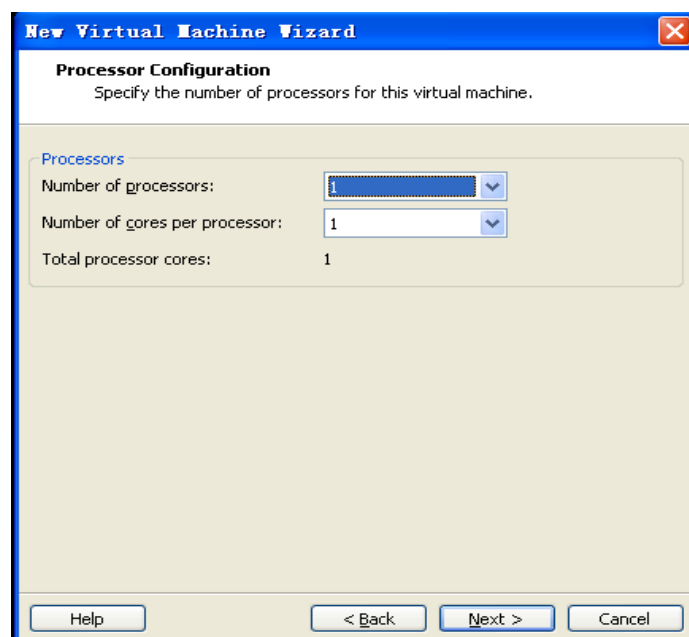 New Virtual Machine Wizard
Processor Configuration
Specify the number of processors for this virtual machine.
Processors
Number of processors: 1
Number of cores per processor: 1
Total processor cores: 1
Help < Back Next > Cancel